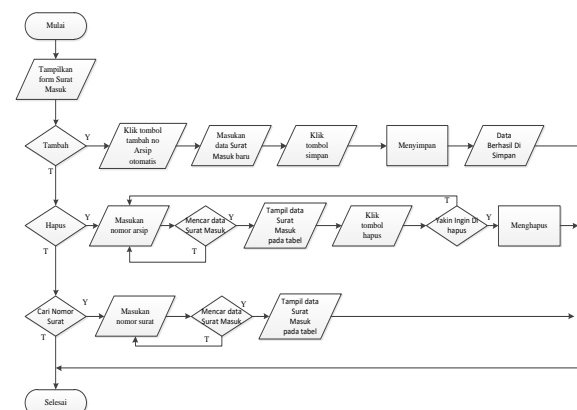 Mulai
Tampilkan
form Surat
Masuk
Tambah
Y
T
Klik tombol
tambah no
Arsip
otomatis
Masukan
data Surat
Masuk baru
Klik
tombol
simpan
Menyimpan
Data
Berhasil Di
Simpan
Hapus
Y
T
Masukan
nomor arsip
Mencar data
Surat Masuk
Y
T
Tampil data
Surat
Masuk
pada tabel
Klik
tombol
hapus
T
Yakin Ingin Di
hapus
Y
Menghapus
Cari Nomor
Surat
Y
T
Masukan
nomor surat
Mencar data
Surat Masuk
Y
T
Tampil data
Surat
Masuk
pada tabel
Selesai